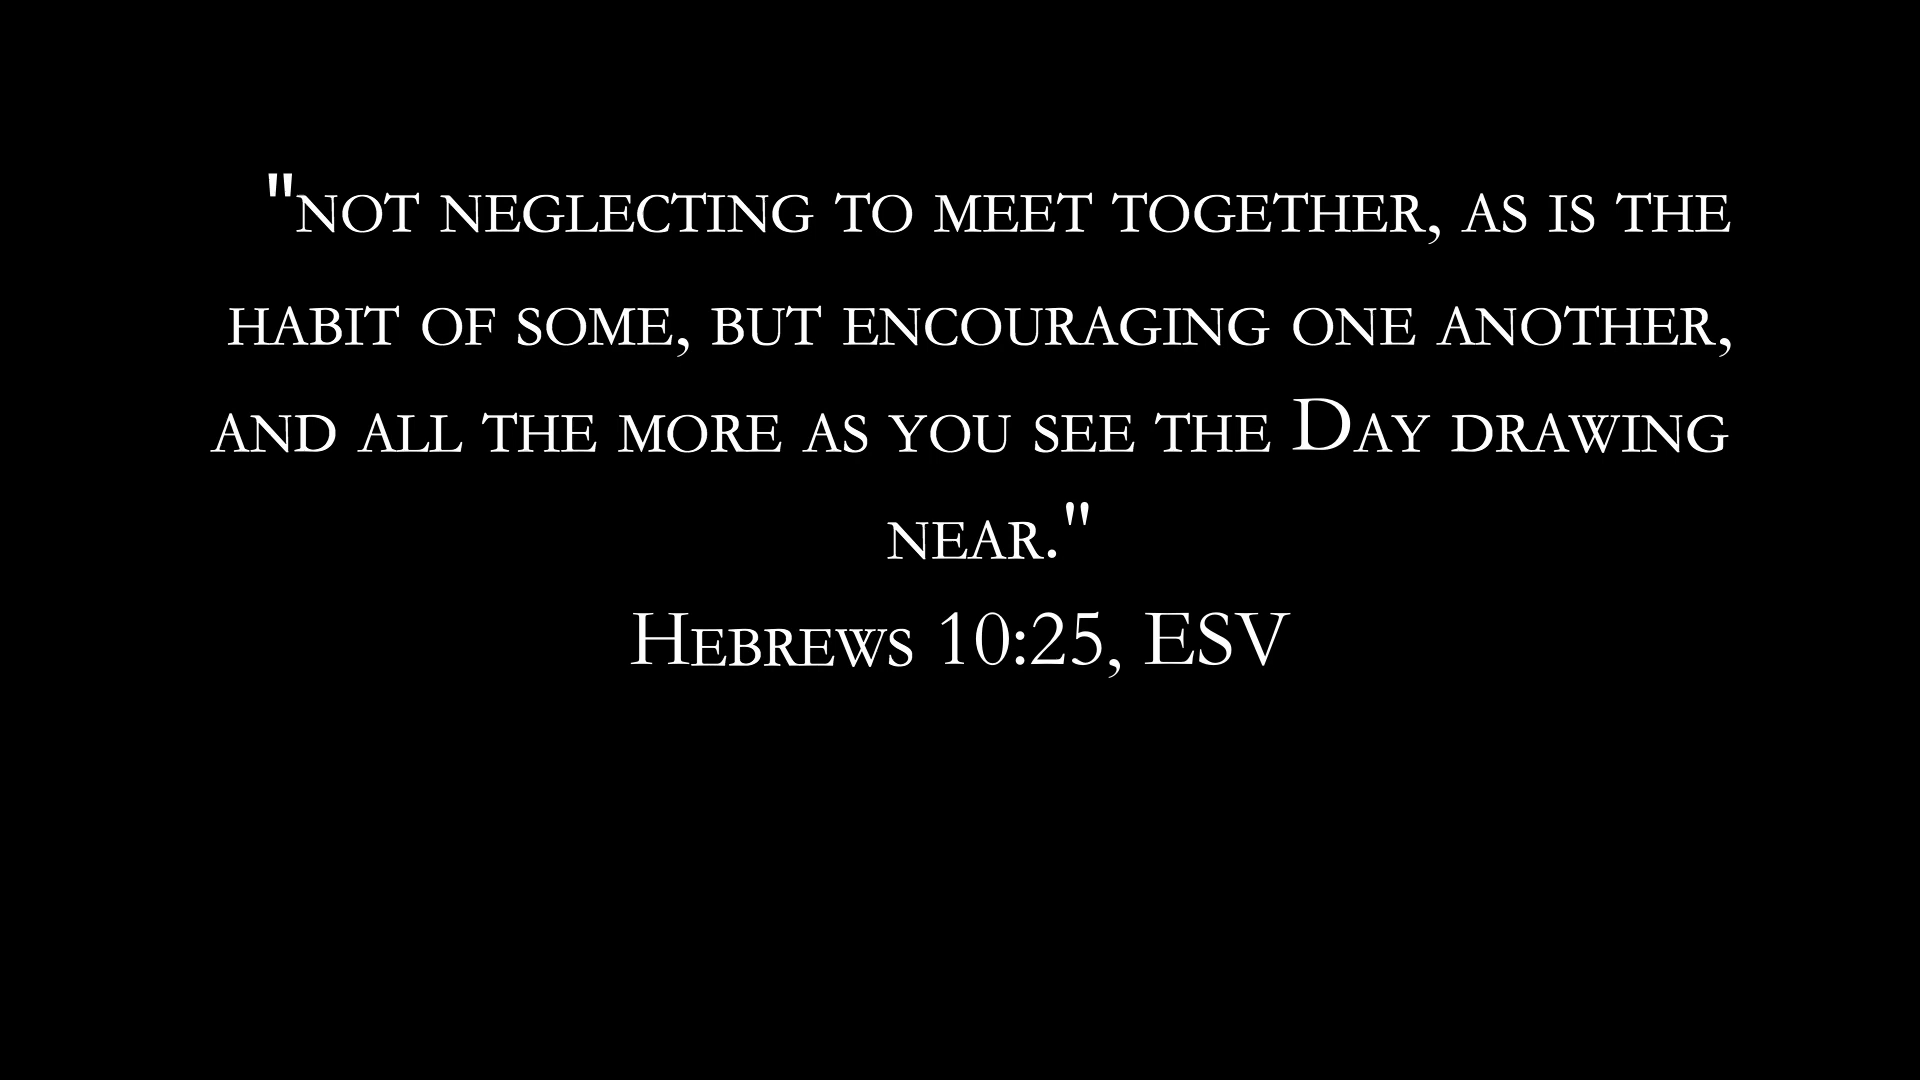 "not neglecting to meet together, as is the
habit of some, but encouraging one another,
and all the more as you see the Day drawing
near."
Hebrews 10:25, ESV